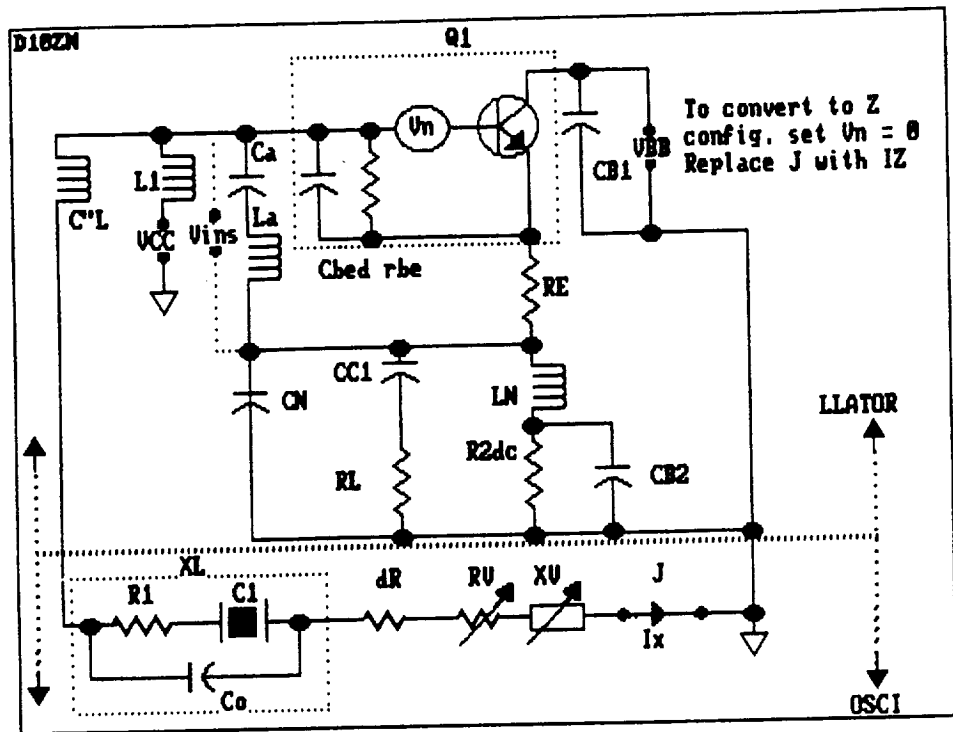 D10ZN
Q1
Vn
To convert to Z
config. set Vn = 0
Replace J with IZ
Ca
L1
C"L
VCC
Vins
La
Cbed rbe
CB1
VBB
RE
CC1
CN
LN
LLATOR
R2dc
RL
CB2
XL
dR
RV
XV
J
R1
C1
Ix
Co
OSCI